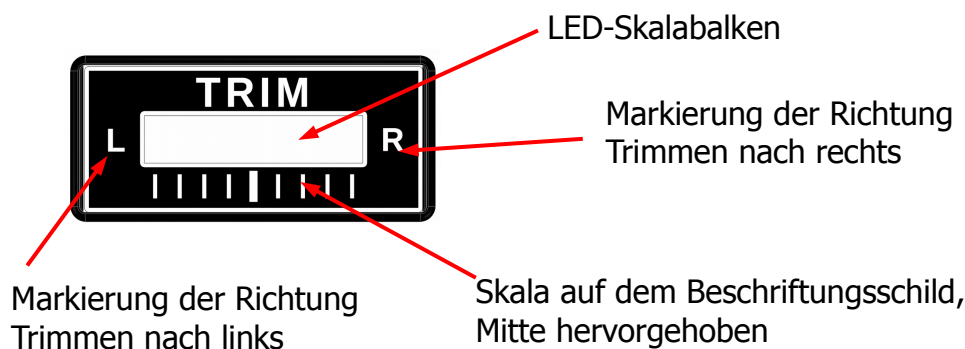 LED-Skalabalken
TRIM
L
R
Markierung der Richtung
Trimmen nach rechts
Markierung der Richtung
Trimmen nach links
Skala auf dem Beschriftungsschild,
Mitte hervorgehoben